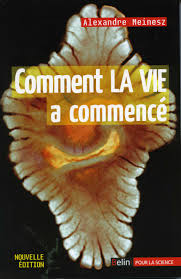 Alexandre Meinesz
Comment LA VIE
a commencé
NOUVELLE
ÉDITION
Belin
POUR LA SCIENCE